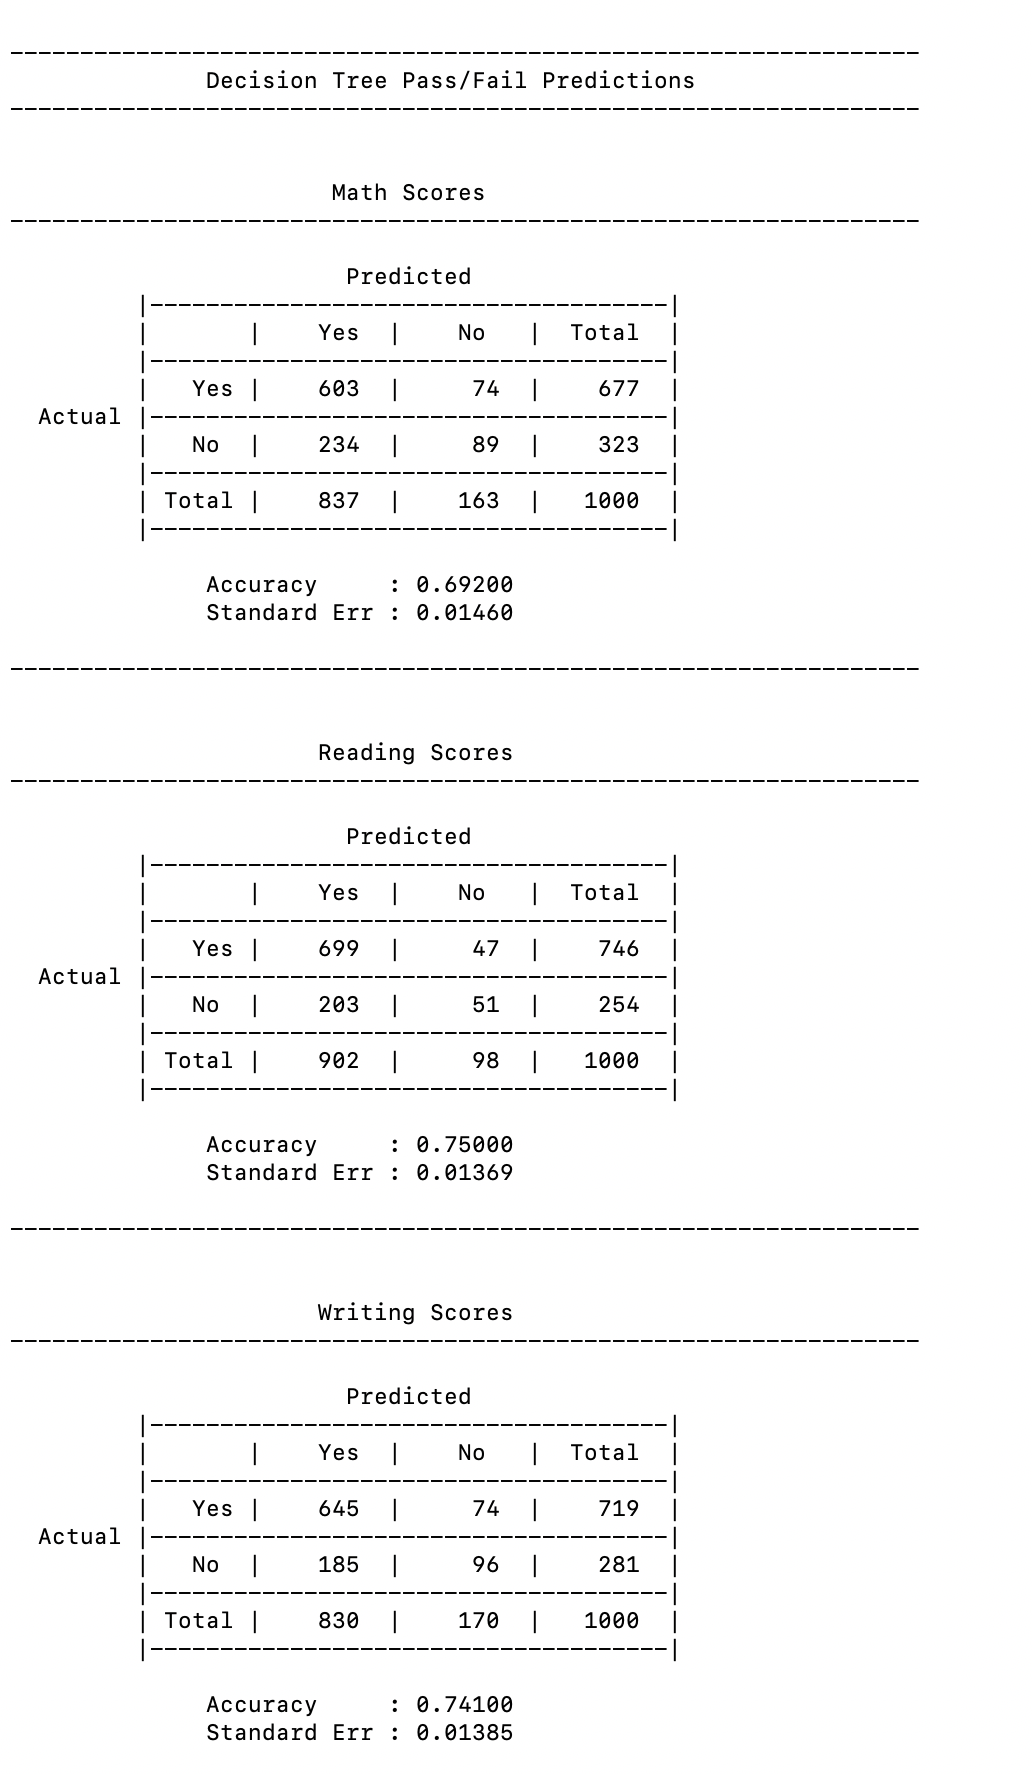 -----------------------------------------------------------------
              Decision Tree Pass/Fail Predictions
-----------------------------------------------------------------
                       Math Scores
-----------------------------------------------------------------
                        Predicted
         |-------------------------------------|
         |       |    Yes  |     No   |  Total  |
         |-------------------------------------|
         |   Yes |    603  |     74  |    677  |
  Actual |-------------------------------------|
         |   No  |    234  |     89  |    323  |
         |-------------------------------------|
         | Total |    837  |    163  |   1000  |
         |-------------------------------------|
              Accuracy     : 0.69200
              Standard Err : 0.01460
-----------------------------------------------------------------
                      Reading Scores
-----------------------------------------------------------------
                        Predicted
         |-------------------------------------|
         |       |    Yes  |    No   |  Total  |
         |-------------------------------------|
         |   Yes |    699  |     47  |    746  |
  Actual |-------------------------------------|
         |   No  |    203  |     51  |    254  |
         |-------------------------------------|
         | Total |    902  |     98  |   1000  |
         |-------------------------------------|
              Accuracy     : 0.75000
              Standard Err : 0.01369
-----------------------------------------------------------------
                      Writing Scores
-----------------------------------------------------------------
                        Predicted
         |-------------------------------------|
         |       |    Yes  |    No   |  Total  |
         |-------------------------------------|
         |   Yes |    645  |     74  |    719  |
  Actual |-------------------------------------|
         |   No  |    185  |     96  |    281  |
         |-------------------------------------|
         | Total |    830  |    170  |   1000  |
         |-------------------------------------|
              Accuracy     : 0.74100
              Standard Err : 0.01385